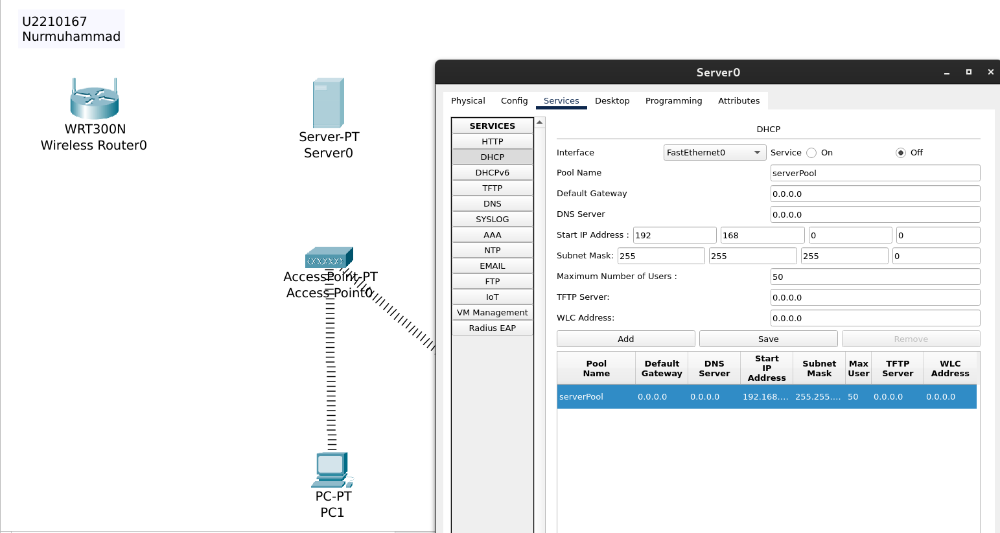 U2210167
Nurmuhammad
WRT300N
Wireless Router0
Server-PT
Server0
AccessPoint-PT
Access Point0
PC-PT
PC1
Server0
Physical Config Services Desktop Programming Attributes
SERVICES
HTTP
DHCP
DHCPv6
TFTP
DNS
SYSLOG
AAA
NTP
EMAIL
FTP
IoT
VM Management
Radius EAP
DHCP
Interface FastEthernet0 Service On Off
Pool Name serverPool
Default Gateway 0.0.0.0
DNS Server 0.0.0.0
Start IP Address : 192 168 0 0
Subnet Mask: 255 255 255 0
Maximum Number of Users : 50
TFTP Server: 0.0.0.0
WLC Address: 0.0.0.0
Add Save Remove
Pool Name Default Gateway DNS Server Start IP Address Subnet Mask Max User TFTP Server WLC Address
serverPool 0.0.0.0 0.0.0.0 192.168.... 255.255.... 50 0.0.0.0 0.0.0.0